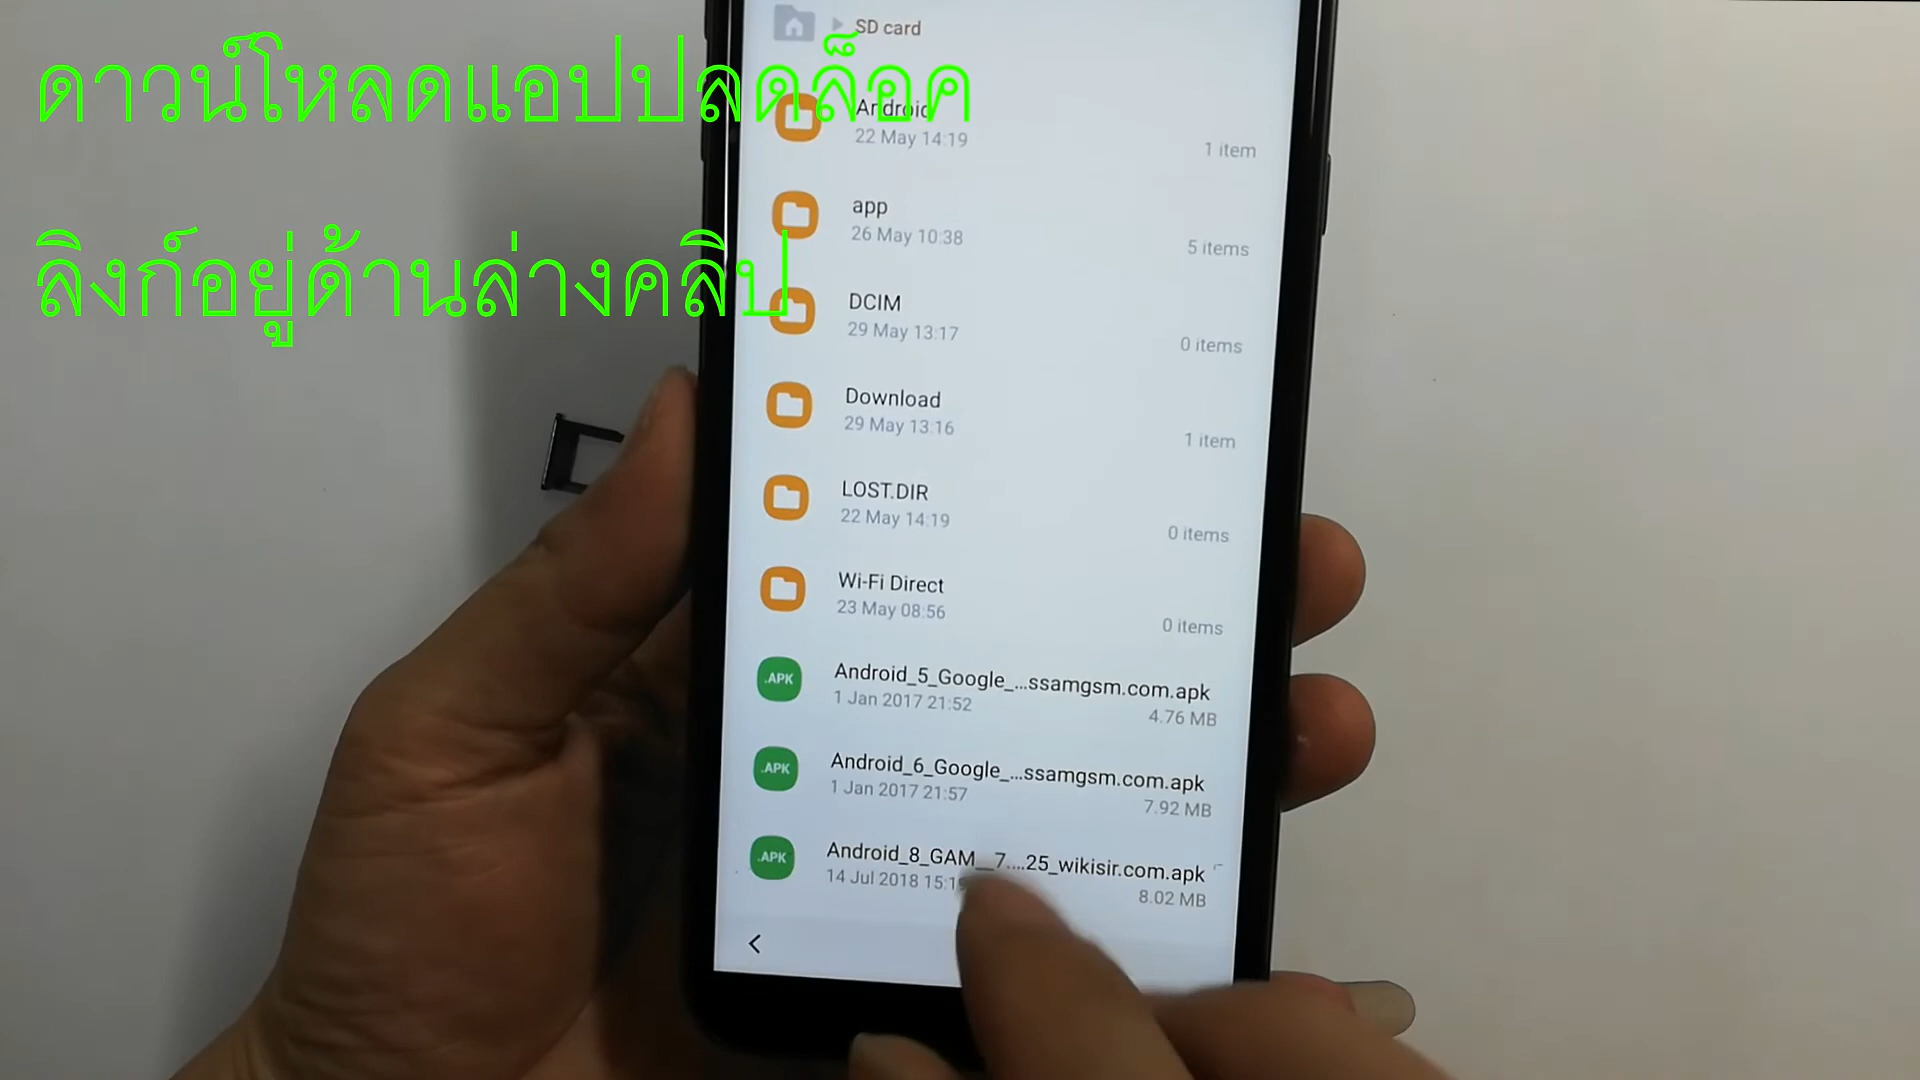 SD card
ดาวน์โหลดแอปปลดล็อค
Android
22 May 14:19
1 item
app
26 May 10:38
5 items
ลิงก์อยู่ด้านล่างคลิป
DCIM
29 May 13:17
0 items
Download
29 May 13:16
1 item
LOST.DIR
22 May 14:19
0 items
Wi-Fi Direct
23 May 08:56
0 items
.APK
Android_5_Google_...ssamgsm.com.apk
1 Jan 2017 21:52
4.76 MB
.APK
Android_6_Google_...ssamgsm.com.apk
1 Jan 2017 21:57
7.92 MB
.APK
Android_8_GAM__7....25_wikisir.com.apk
14 Jul 2018
8.02 MB